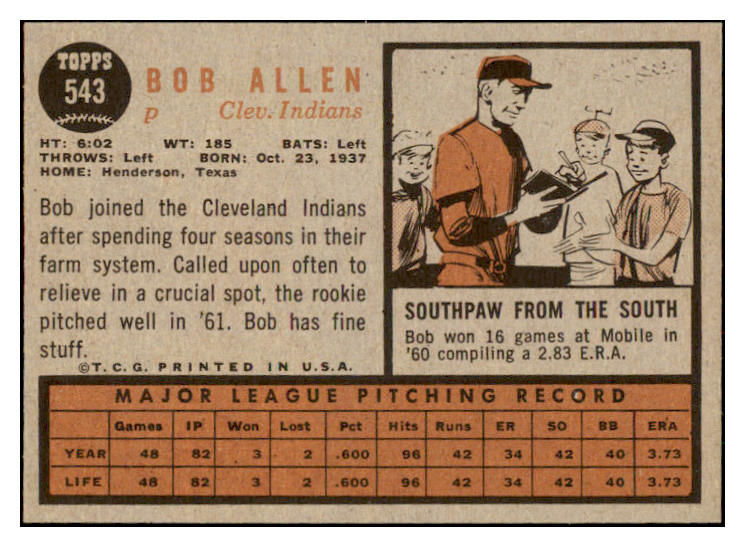 TOPPS
543
BOB ALLEN
p Clev. Indians
HT: 6:02 WT: 185 BATS: Left
THROWS: Left BORN: Oct. 23, 1937
HOME: Henderson, Texas
Bob joined the Cleveland Indians
after spending four seasons in their
farm system. Called upon often to
relieve in a crucial spot, the rookie
pitched well in '61. Bob has fine
stuff.
©T.C.G. PRINTED IN U.S.A.
SOUTHPAW FROM THE SOUTH
Bob won 16 games at Mobile in
'60 compiling a 2.83 E.R.A.
MAJOR LEAGUE PITCHING RECORD
Games IP Won Lost Pct Hits Runs ER SO BB ERA
YEAR 48 82 3 2 .600 96 42 34 42 40 3.73
LIFE 48 82 3 2 .600 96 42 34 42 40 3.73